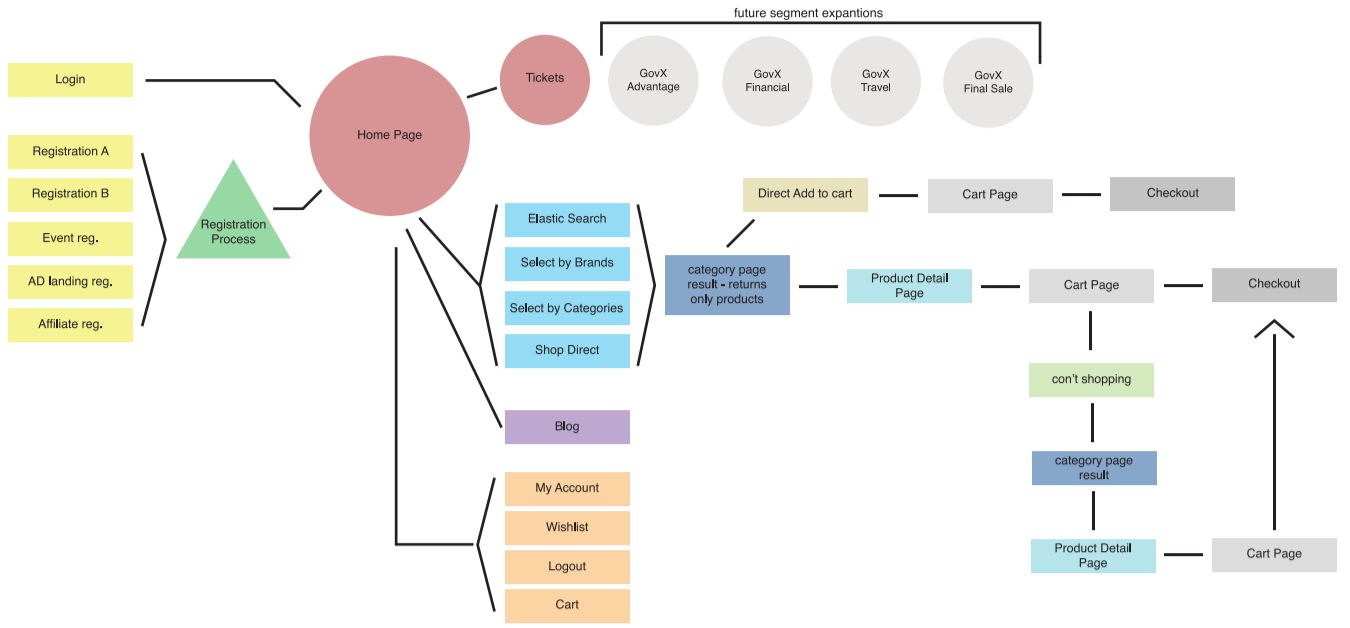 future segment expantions
Login
Registration A
Registration B
Event reg.
AD landing reg.
Affiliate reg.
Registration
Process
Home Page
Tickets
GovX
Advantage
GovX
Financial
GovX
Travel
GovX
Final Sale
Elastic Search
Select by Brands
Select by Categories
Shop Direct
Blog
My Account
Wishlist
Logout
Cart
category page
result - returns
only products
Direct Add to cart
Cart Page
Checkout
Product Detail
Page
Cart Page
Checkout
con't shopping
category page
result
Product Detail
Page
Cart Page